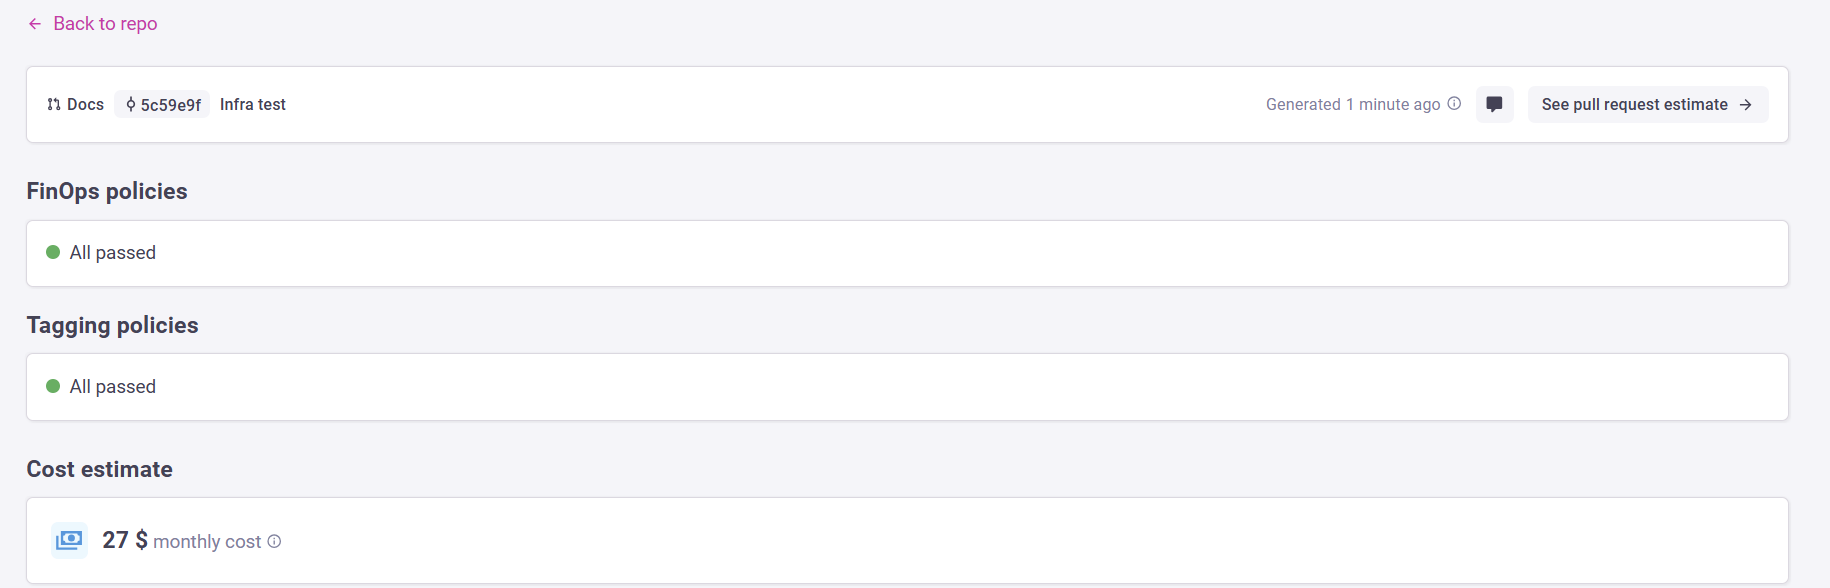 Back to repo
Docs 5c59e9f Infra test Generated 1 minute ago See pull request estimate
FinOps policies
All passed
Tagging policies
All passed
Cost estimate
27 $ monthly cost